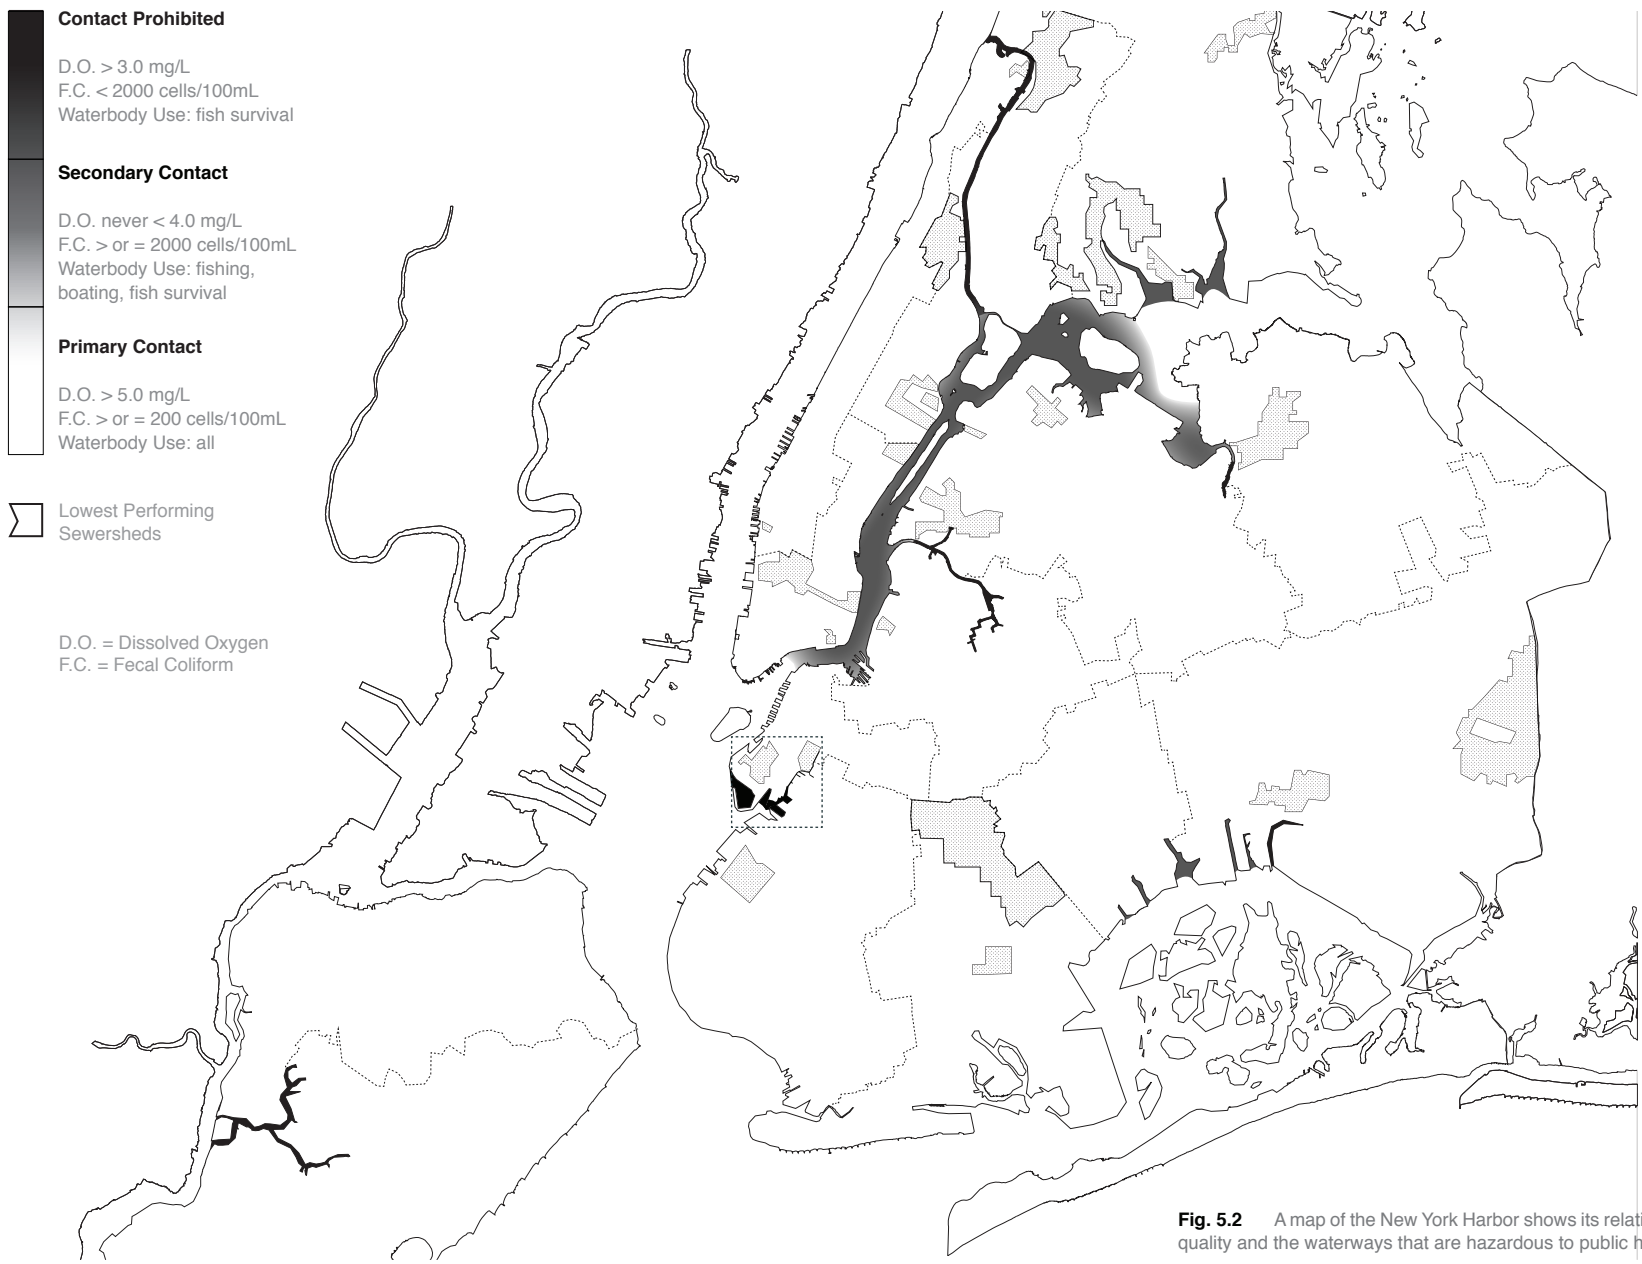 Contact Prohibited
D.O. > 3.0 mg/L
F.C. < 2000 cells/100mL
Waterbody Use: fish survival
Secondary Contact
D.O. never < 4.0 mg/L
F.C. > or = 2000 cells/100mL
Waterbody Use: fishing,
boating, fish survival
Primary Contact
D.O. > 5.0 mg/L
F.C. > or = 200 cells/100mL
Waterbody Use: all
Lowest Performing
Sewersheds
D.O. = Dissolved Oxygen
F.C. = Fecal Coliform
Fig. 5.2 A map of the New York Harbor shows its relati
quality and the waterways that are hazardous to public h